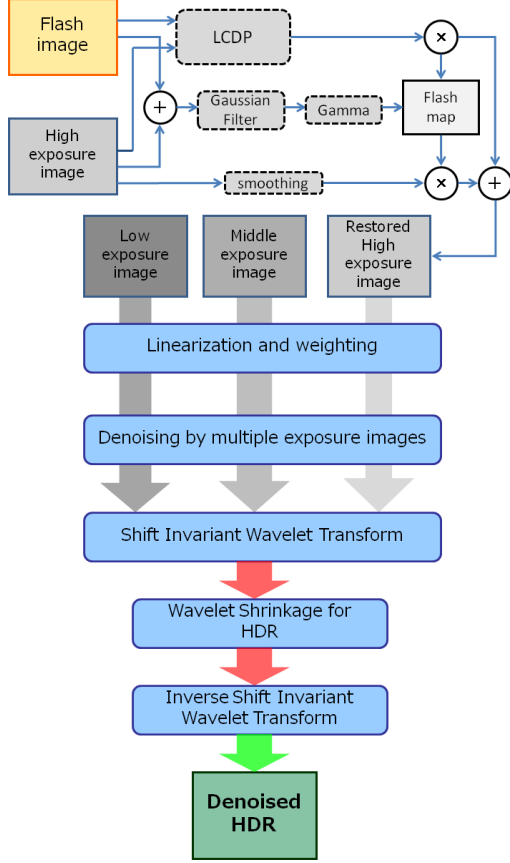 Flash
image
LCDP
×
+
Gaussian
Filter
Gamma
Flash
map
High
exposure
image
smoothing
×
+
Low
exposure
image
Middle
exposure
image
Restored
High
exposure
image
Linearization and weighting
Denoising by multiple exposure images
Shift Invariant Wavelet Transform
Wavelet Shrinkage for
HDR
Inverse Shift Invariant
Wavelet Transform
Denoised
HDR